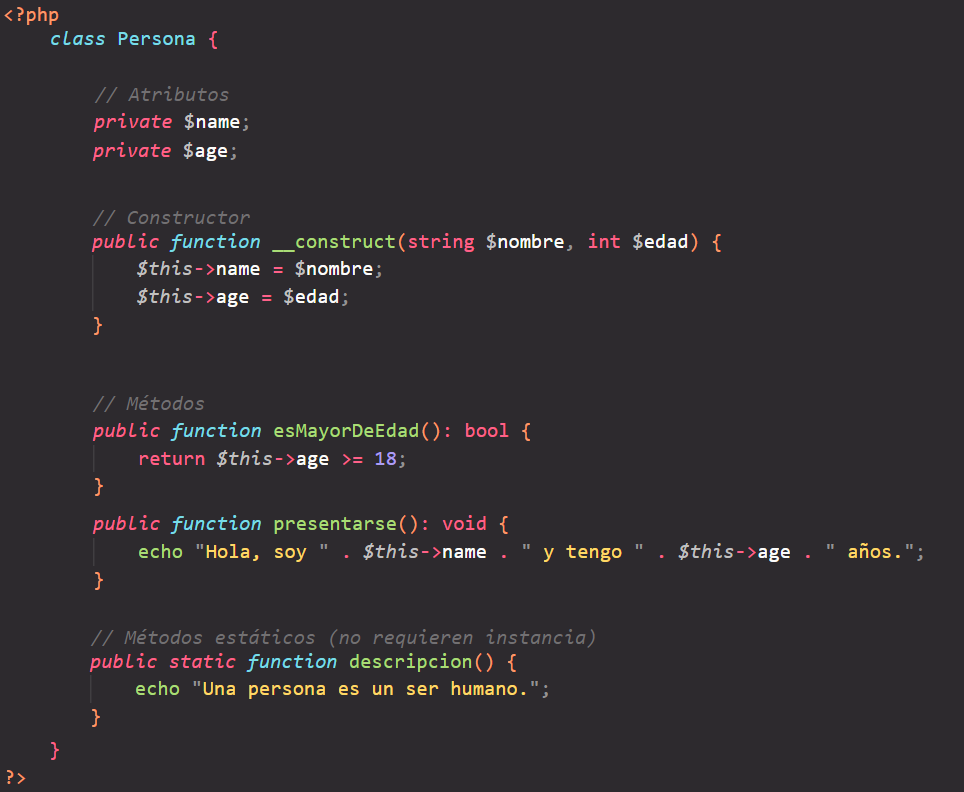 <?php
class Persona {
// Atributos
private $name;
private $age;
// Constructor
public function __construct(string $nombre, int $edad) {
$this->name = $nombre;
$this->age = $edad;
}
// Métodos
public function esMayorDeEdad(): bool {
return $this->age >= 18;
}
public function presentarse(): void {
echo "Hola, soy " . $this->name . " y tengo " . $this->age . " años.";
}
// Métodos estáticos (no requieren instancia)
public static function descripcion() {
echo "Una persona es un ser humano.";
}
}
?>